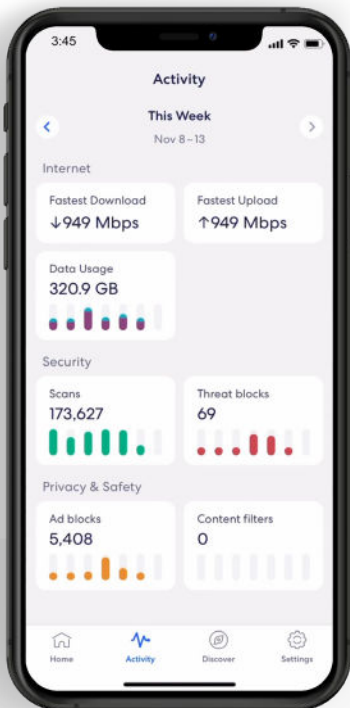 3:45
Activity
This Week
Nov 8–13
Internet
Fastest Download
↓949 Mbps
Fastest Upload
↑949 Mbps
Data Usage
320.9 GB
Security
Scans
173,627
Threat blocks
69
Privacy & Safety
Ad blocks
5,408
Content filters
0
Home
Activity
Discover
Settings